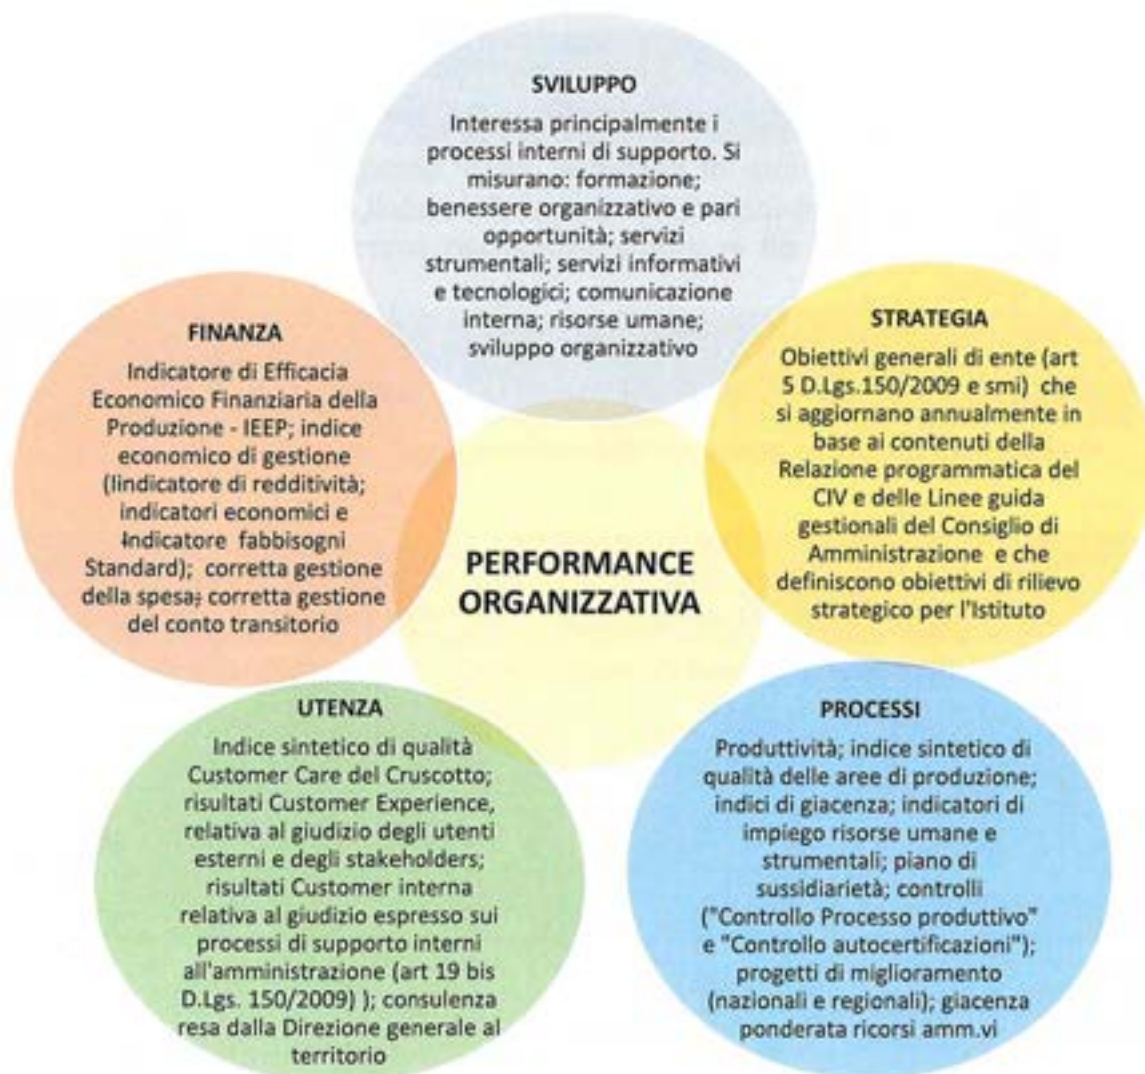 SVILUPPO
Interessa principalmente i
processi interni di supporto. Si
misurano: formazione;
benessere organizzativo e pari
opportunità; servizi
strumentali; servizi informativi
e tecnologici; comunicazione
interna; risorse umane;
sviluppo organizzativo
FINANZA
Indicatore di Efficacia
Economico Finanziaria della
Produzione - IEEP; indice
economico di gestione
(lindicatore di redditività;
indicatori economici e
Indicatore fabbisogni
Standard); corretta gestione
della spesa; corretta gestione
del conto transitorio
STRATEGIA
Obiettivi generali di ente (art
5 D.Lgs.150/2009 e smi) che
si aggiornano annualmente in
base ai contenuti della
Relazione programmatica del
CIV e delle Linee guida
gestionali del Consiglio di
Amministrazione e che
definiscono obiettivi di rilievo
strategico per l'Istituto
PERFORMANCE
ORGANIZZATIVA
UTENZA
Indice sintetico di qualità
Customer Care del Cruscotto;
risultati Customer Experience,
relativa al giudizio degli utenti
esterni e degli stakeholders;
risultati Customer interna
relativa al giudizio espresso sui
processi di supporto interni
all'amministrazione (art 19 bis
D.Lgs. 150/2009) ); consulenza
resa dalla Direzione generale al
territorio
PROCESSI
Produttività; indice sintetico di
qualità delle aree di produzione;
indici di giacenza; indicatori di
impiego risorse umane e
strumentali; piano di
sussidiarietà; controlli
("Controllo Processo produttivo"
e "Controllo autocertificazioni");
progetti di miglioramento
(nazionali e regionali); giacenza
ponderata ricorsi amm.vi